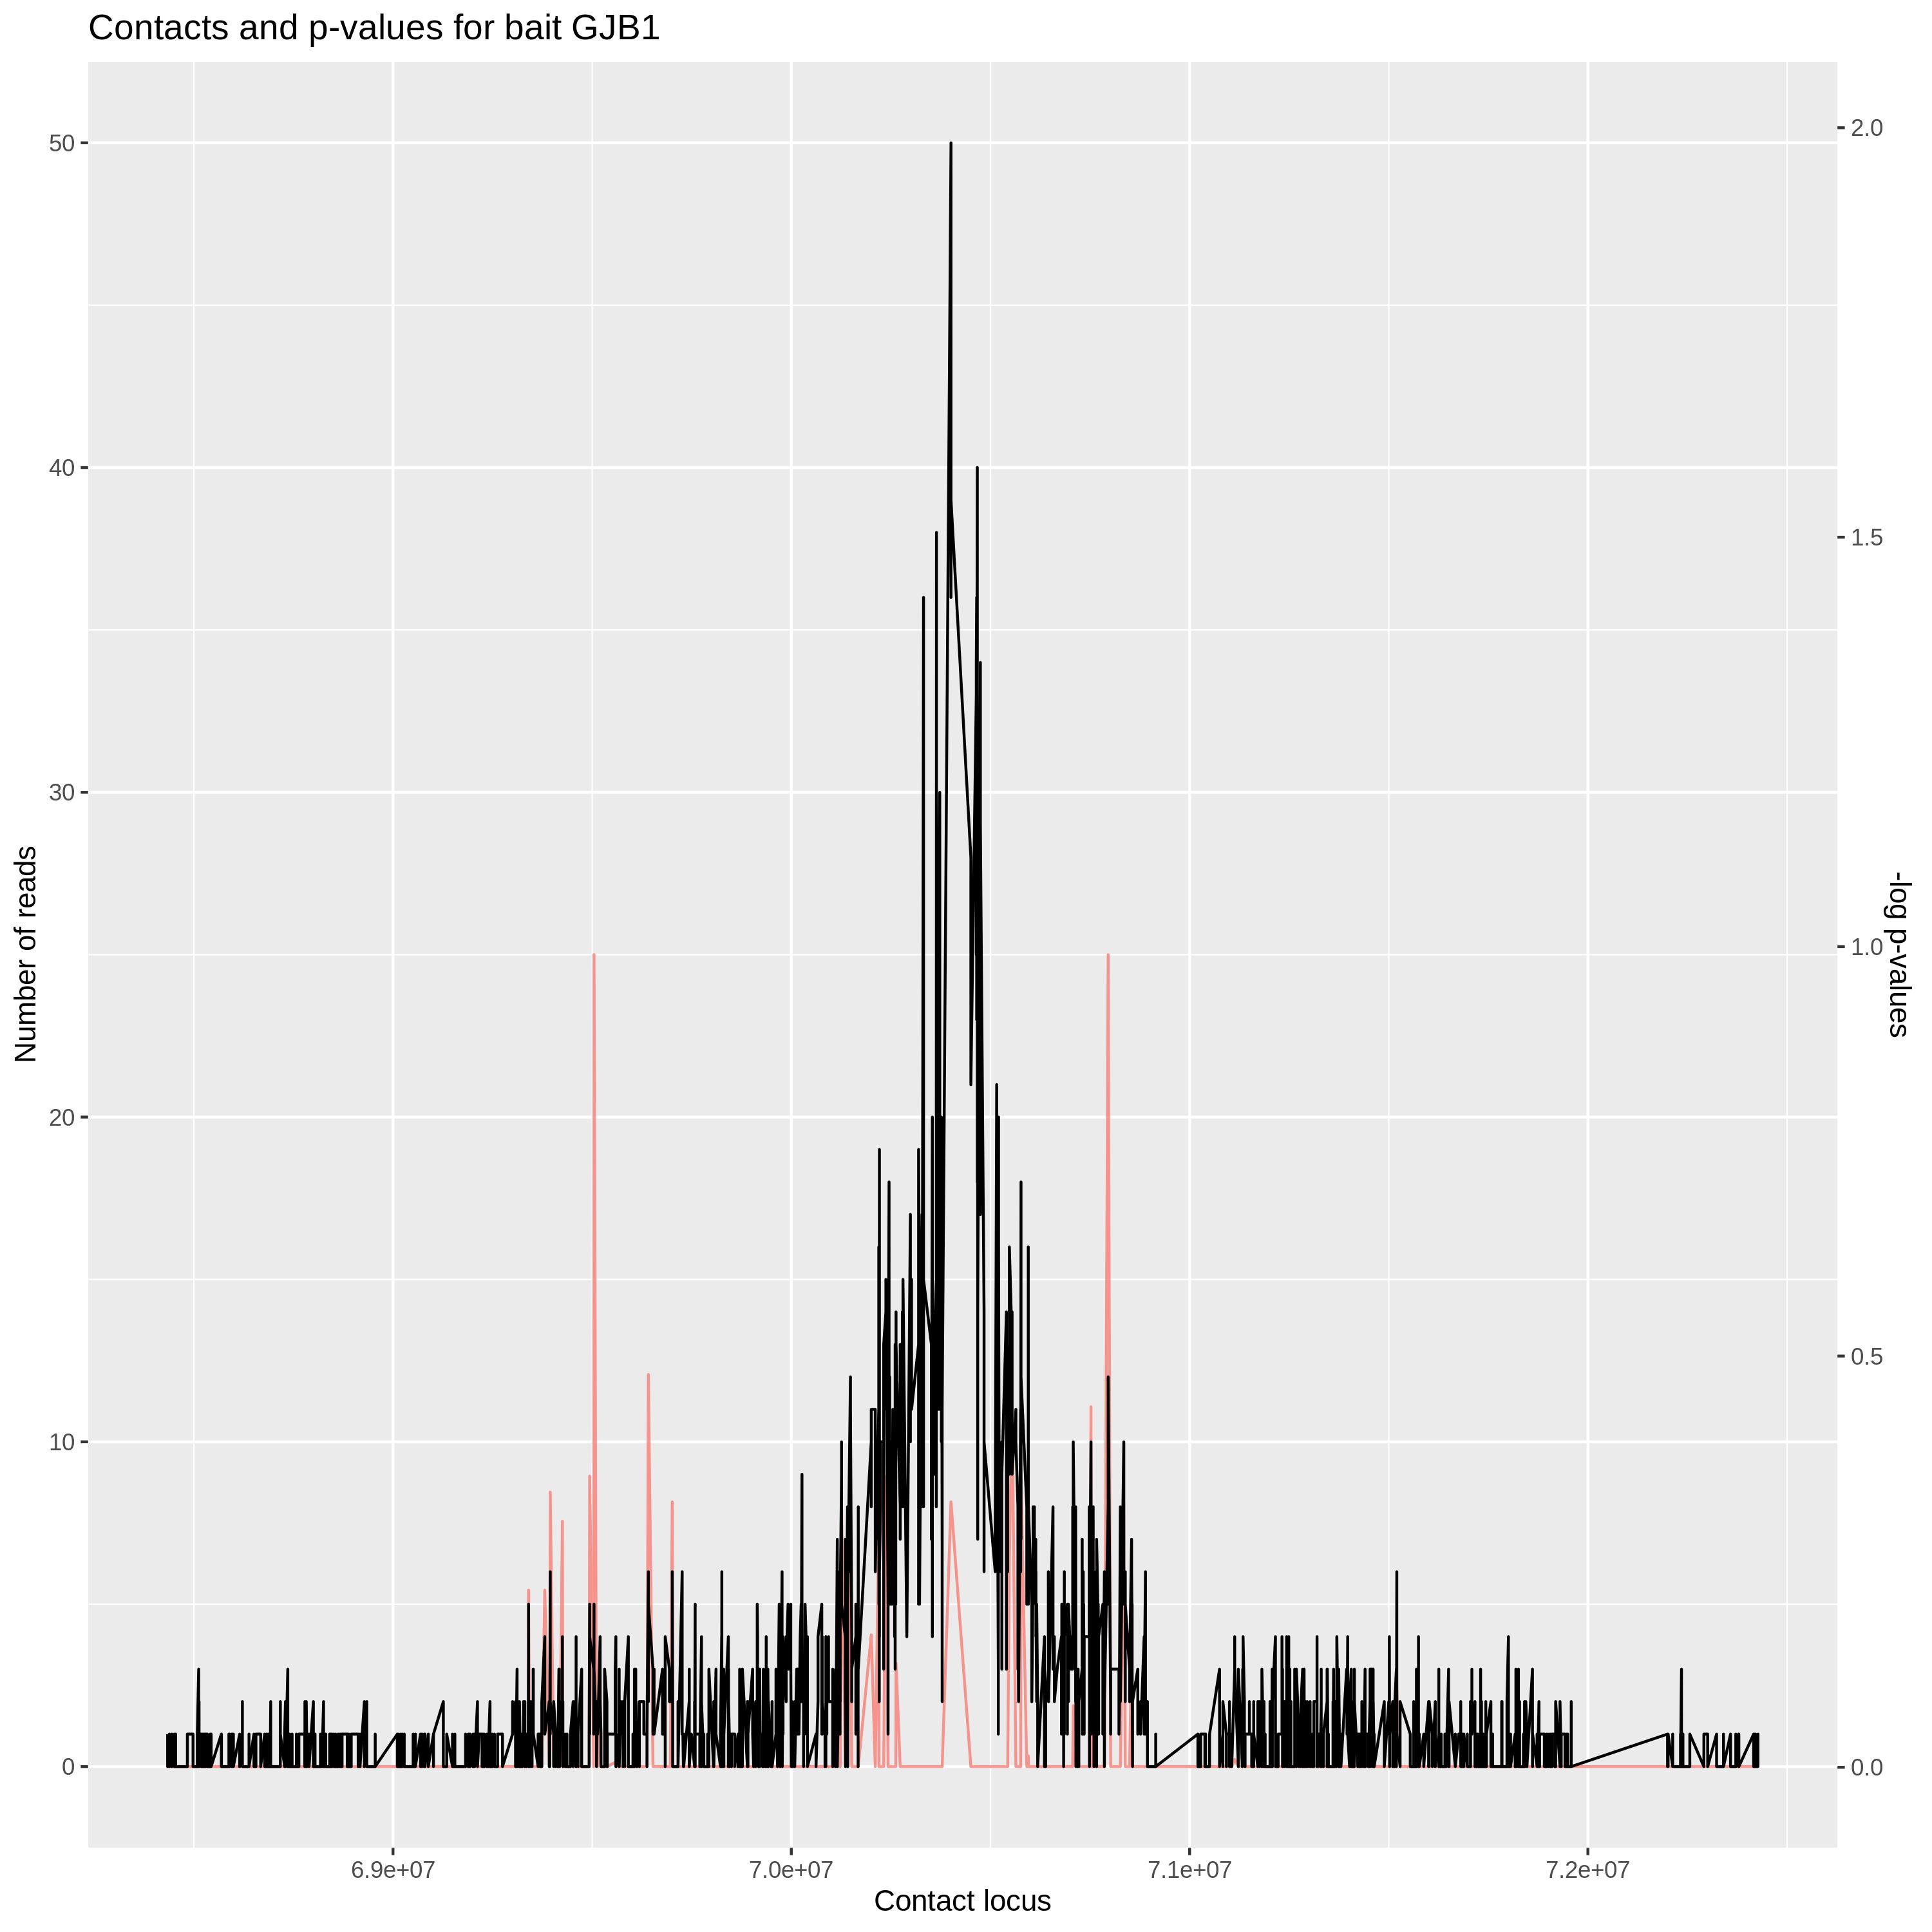 Contacts and p-values for bait GJB1
50
40
30
20
10
0
Number of reads
2.0
1.5
1.0
0.5
0.0
-log p-values
6.9e+07
7.0e+07
7.1e+07
7.2e+07
Contact locus